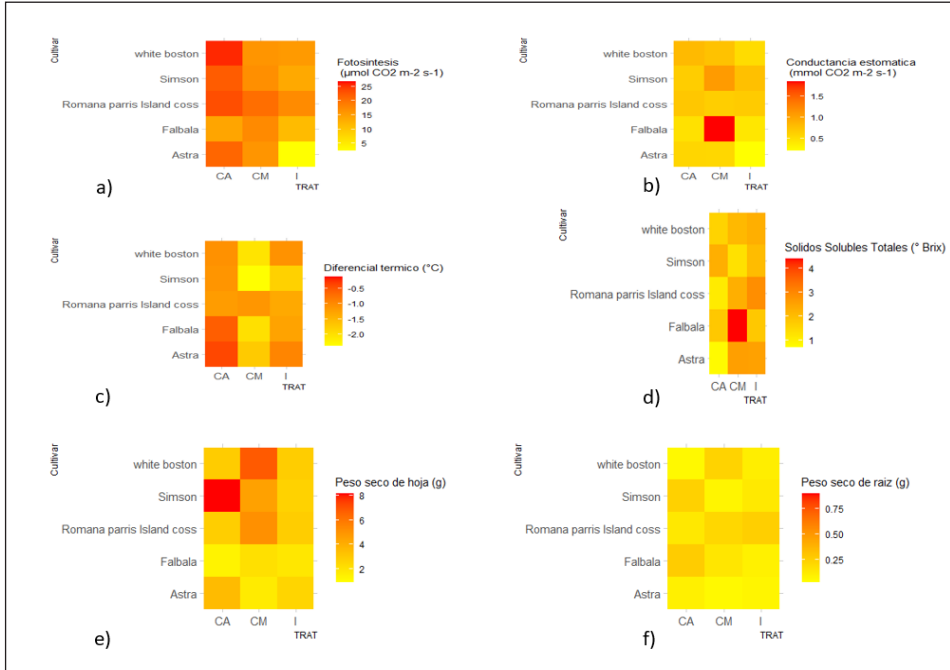 Cultivar
white boston
Simson
Romana parris Island coss
Falbala
Astra
CA CM I
TRAT
Fotosintesis
(µmol CO2 m-2 s-1)
25
20
15
10
5
a)
Cultivar
white boston
Simson
Romana parris Island coss
Falbala
Astra
CA CM I
TRAT
Conductancia estomatica
(mmol CO2 m-2 s-1)
1.5
1.0
0.5
b)
Cultivar
white boston
Simson
Romana parris Island coss
Falbala
Astra
CA CM I
TRAT
Diferencial termico (°C)
-0.5
-1.0
-1.5
-2.0
c)
Cultivar
white boston
Simson
Romana parris Island coss
Falbala
Astra
CA CM I
TRAT
Solidos Solubles Totales (° Brix)
4
3
2
1
d)
Cultivar
white boston
Simson
Romana parris Island coss
Falbala
Astra
CA CM I
TRAT
Peso seco de hoja (g)
8
6
4
2
e)
Cultivar
white boston
Simson
Romana parris Island coss
Falbala
Astra
CA CM I
TRAT
Peso seco de raiz (g)
0.75
0.50
0.25
f)